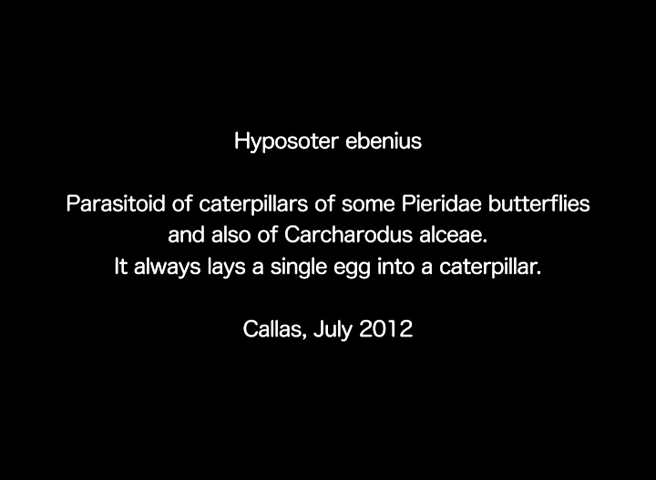 Hyposoter ebenius
Parasitoid of caterpillars of some Pieridae butterflies
and also of Carcharodus alceae.
It always lays a single egg into a caterpillar.
Callas, July 2012